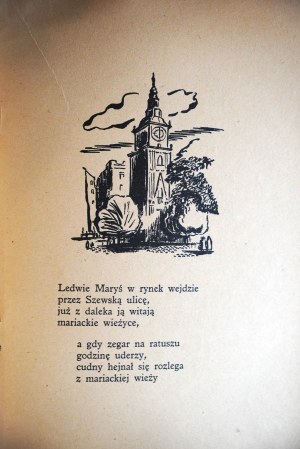 Ledwie Maryś w rynek wejdzie
przez Szewską ulicę,
już z daleka ją witają
mariackie wieżyce,
a gdy zegar na ratuszu
godzinę uderzy,
cudny hejnał się rozlega
z mariackiej wieży